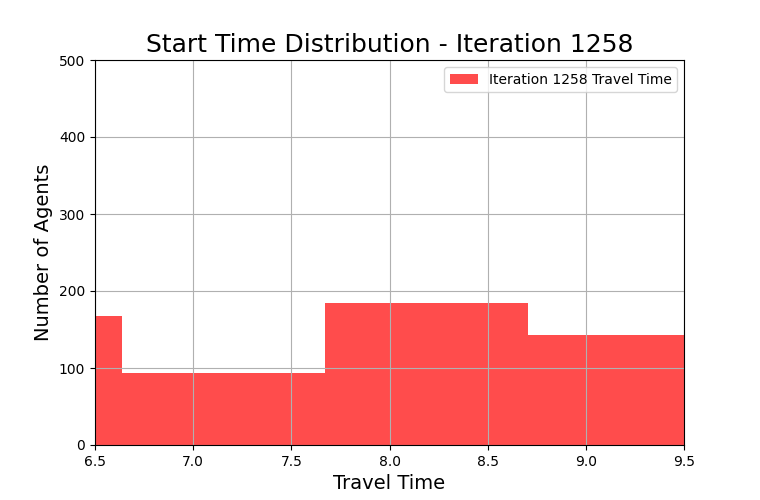 Start Time Distribution - Iteration 1258
Iteration 1258 Travel Time
Number of Agents
500
400
300
200
100
0
6.5 7.0 7.5 8.0 8.5 9.0 9.5
Travel Time